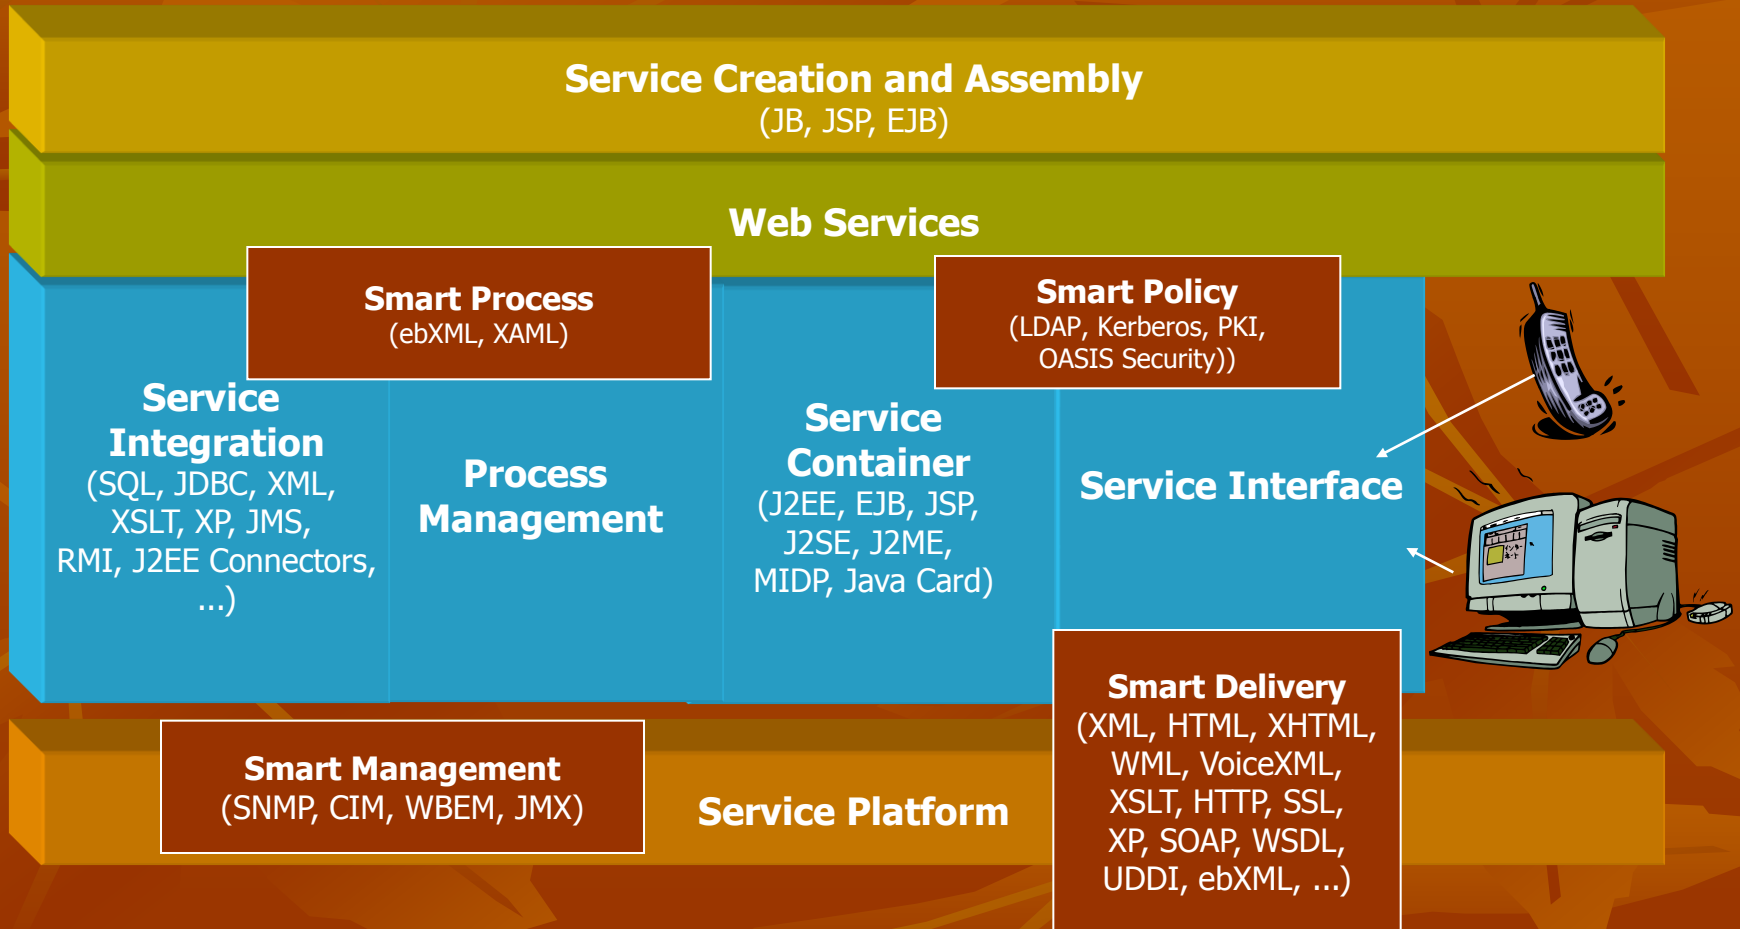 Service Creation and Assembly
(JB, JSP, EJB)
Web Services
Smart Process
(ebXML, XAML)
Smart Policy
(LDAP, Kerberos, PKI,
OASIS Security))
Service
Integration
(SQL, JDBC, XML,
XSLT, XP, JMS,
RMI, J2EE Connectors,
...)
Process
Management
Service
Container
(J2EE, EJB, JSP,
J2SE, J2ME,
MIDP, Java Card)
Service Interface
Smart Management
(SNMP, CIM, WBEM, JMX)
Service Platform
Smart Delivery
(XML, HTML, XHTML,
WML, VoiceXML,
XSLT, HTTP, SSL,
XP, SOAP, WSDL,
UDDI, ebXML, ...)